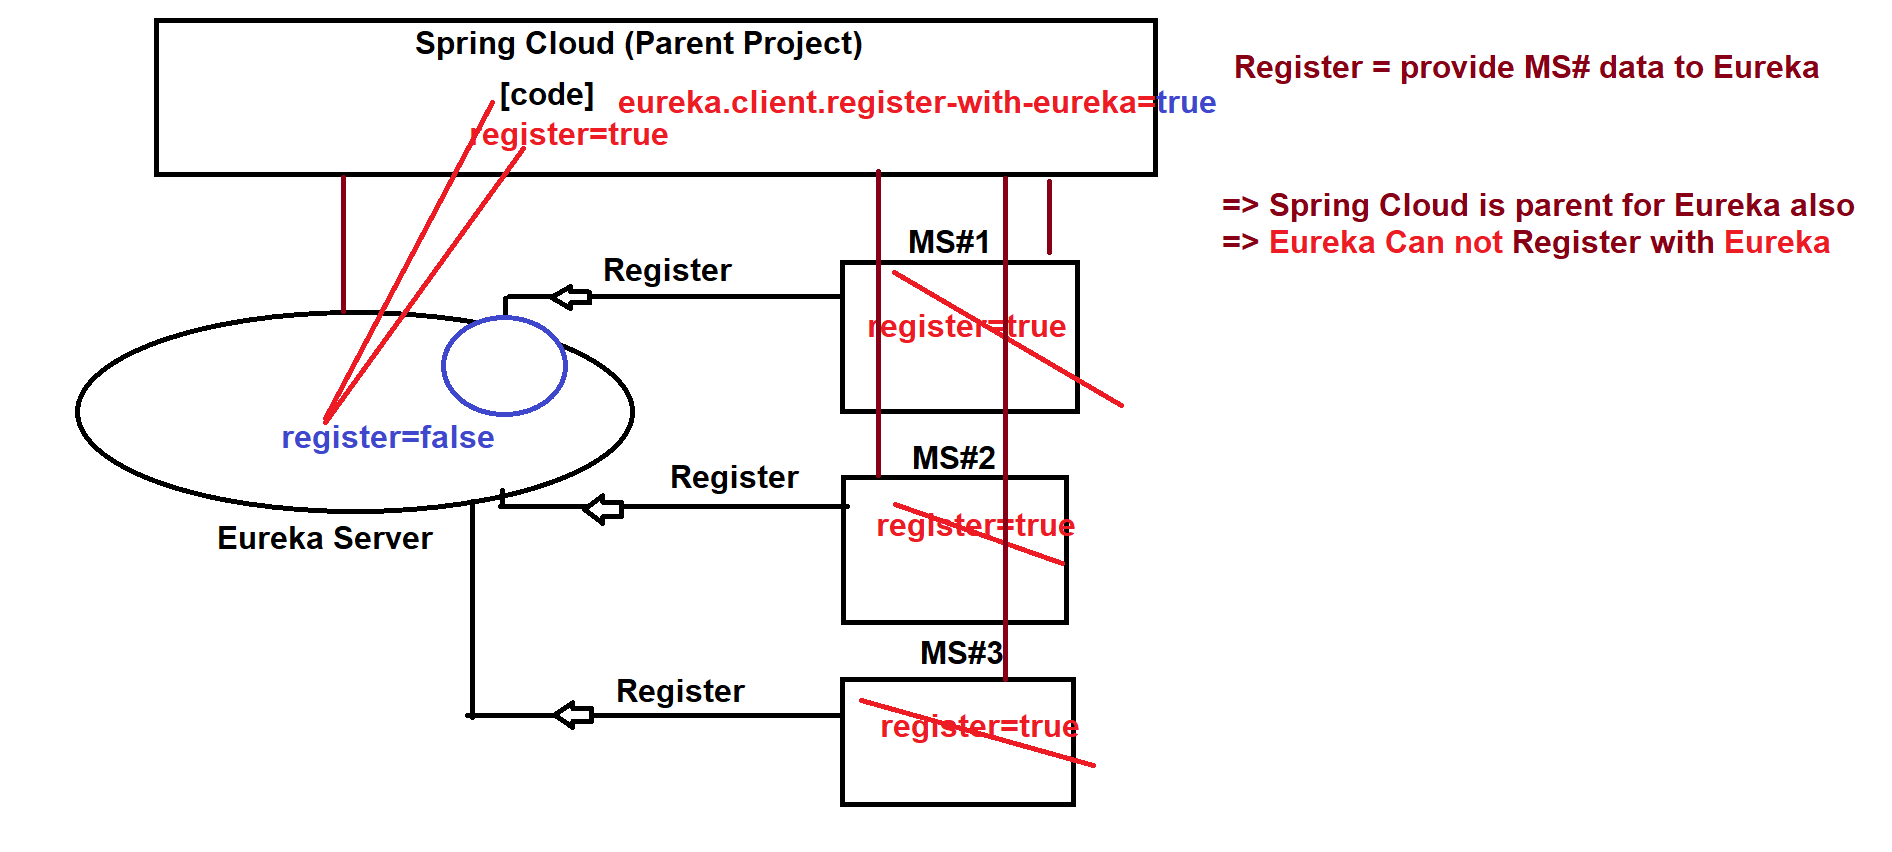 Spring Cloud (Parent Project)
[code] eureka.client.register-with-eureka=true
register=true
Register = provide MS# data to Eureka
=> Spring Cloud is parent for Eureka also
=> Eureka Can not Register with Eureka
MS#1
Register
register=true
register=false
MS#2
Register
register=true
Eureka Server
MS#3
Register
register=true